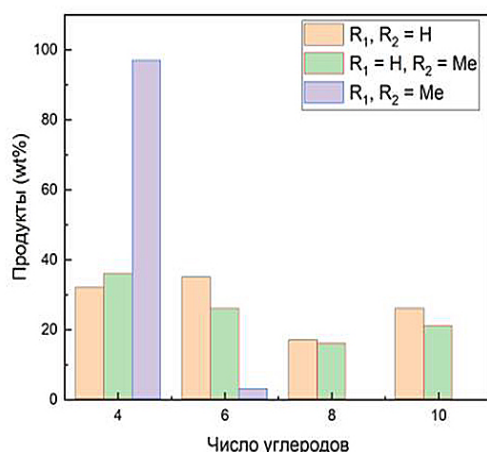 100
80
60
40
20
0
Продукты (wt%)
R₁, R₂ = H
R₁ = H, R₂ = Me
R₁, R₂ = Me
4 6 8 10
Число углеродов